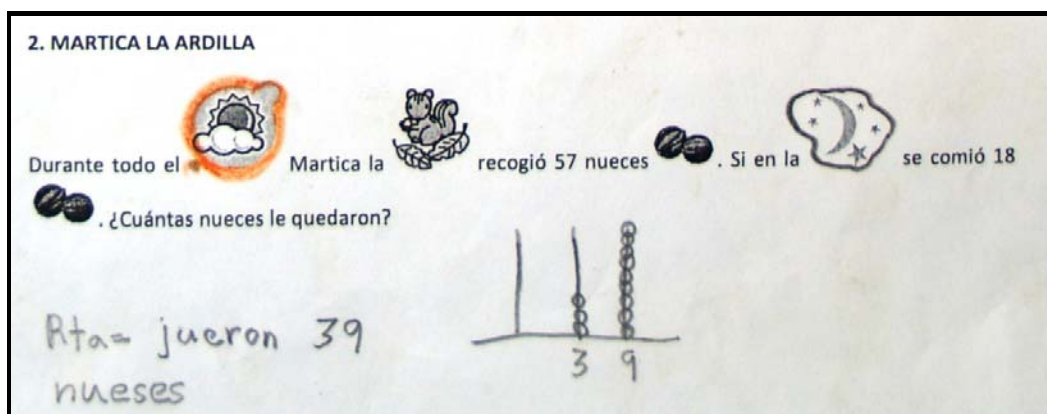 2. MARTICA LA ARDILLA
Durante todo el Martica la recogió 57 nueces . Si en la se comió 18
. ¿Cuántas nueces le quedaron?
Rta= jueron 39
nueses
3 9